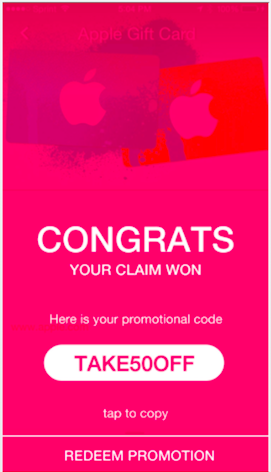 Apple Gift Card
CONGRATS
YOUR CLAIM WON
Here is your promotional code
TAKE50OFF
tap to copy
REDEEM PROMOTION